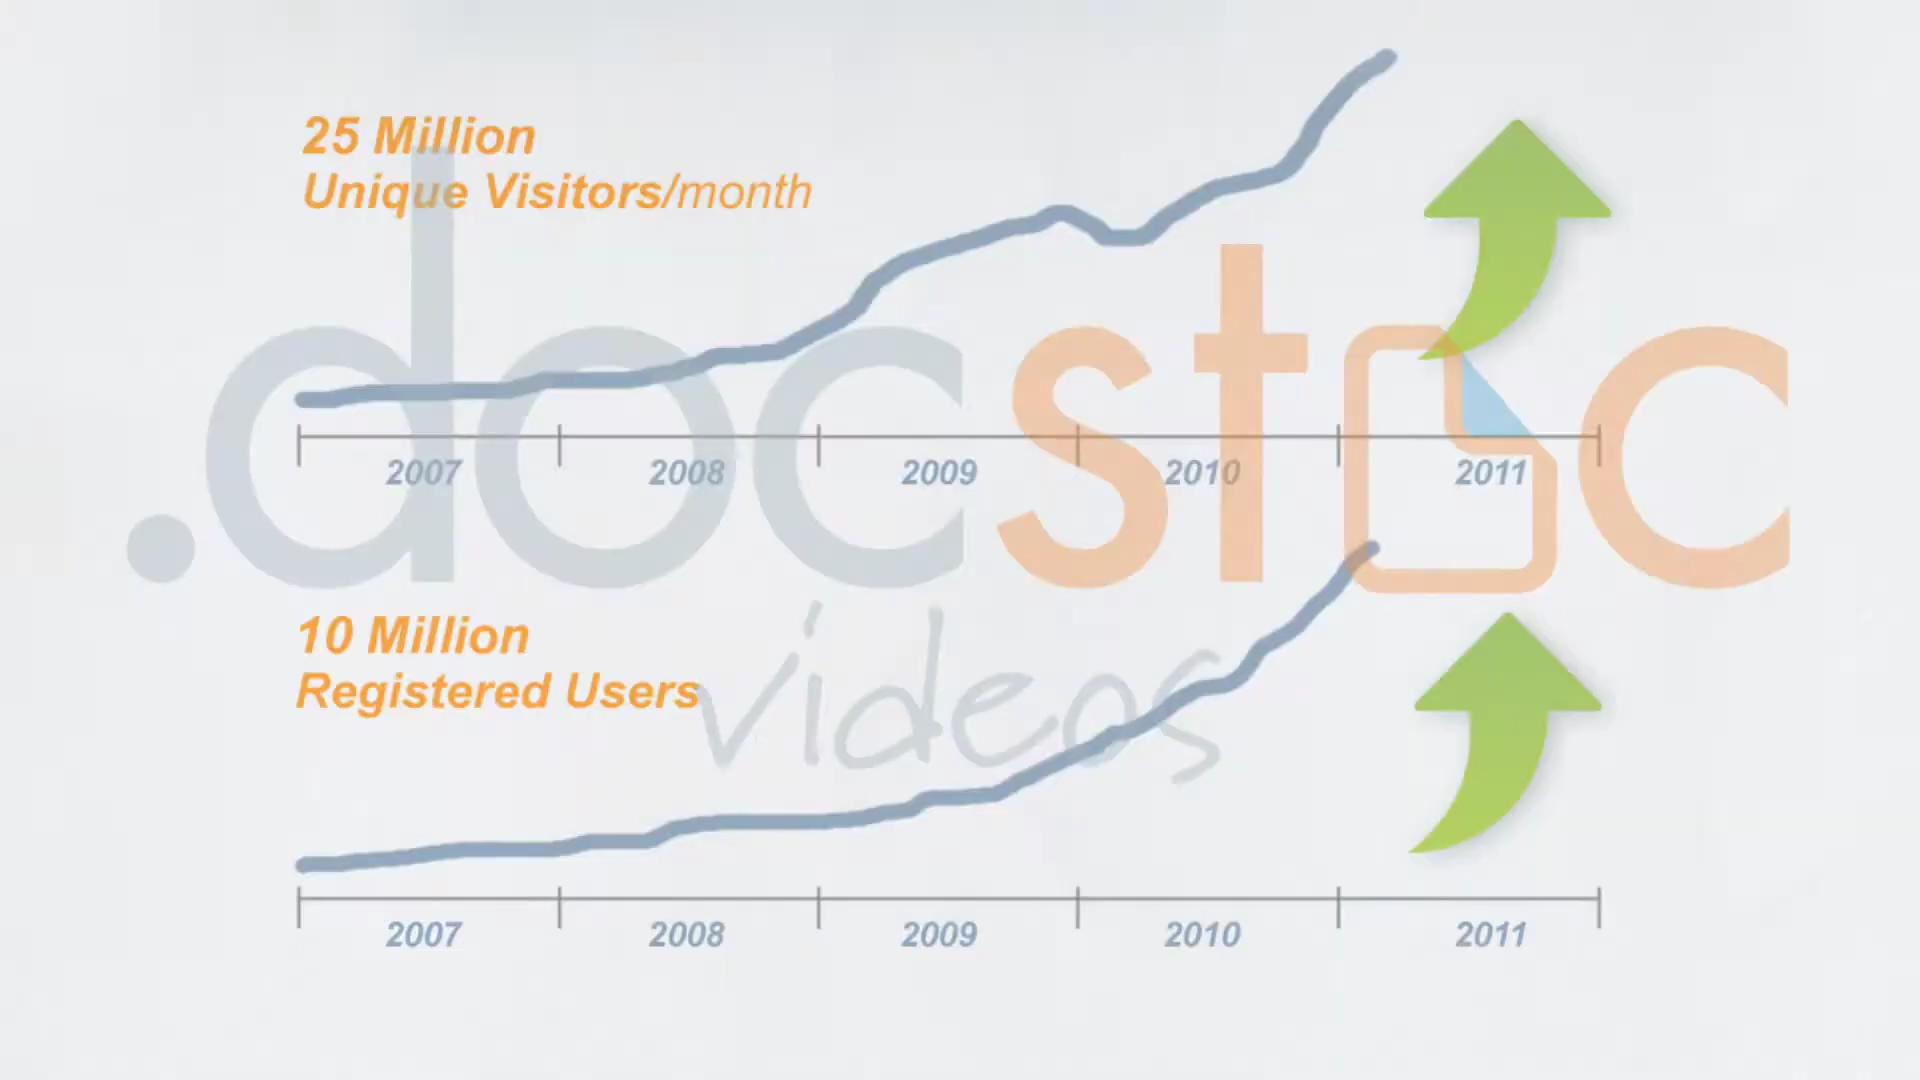 25 Million
Unique Visitors/month
2007 2008 2009 2010 2011
.docstoc
videos
10 Million
Registered Users
2007 2008 2009 2010 2011